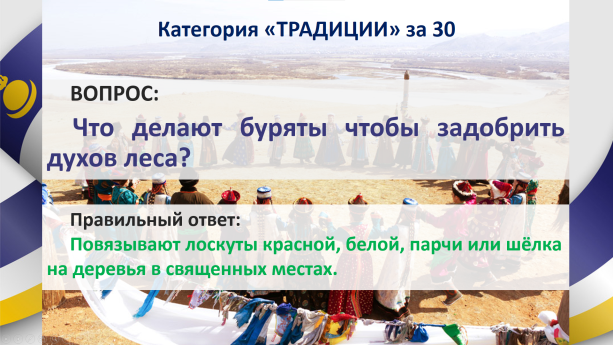 Категория «ТРАДИЦИИ» за 30
ВОПРОС:
Что делают буряты чтобы задобрить
духов леса?
Правильный ответ:
Повязывают лоскуты красной, белой, парчи или шёлка
на деревья в священных местах.